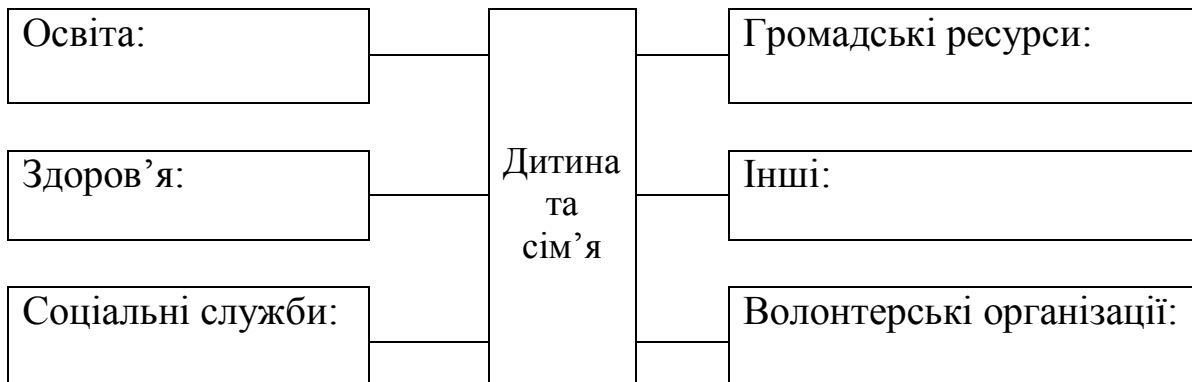 Освіта:
Громадські ресурси:
Здоров’я:
Дитина
та
сім’я
Інші:
Соціальні служби:
Волонтерські організації: